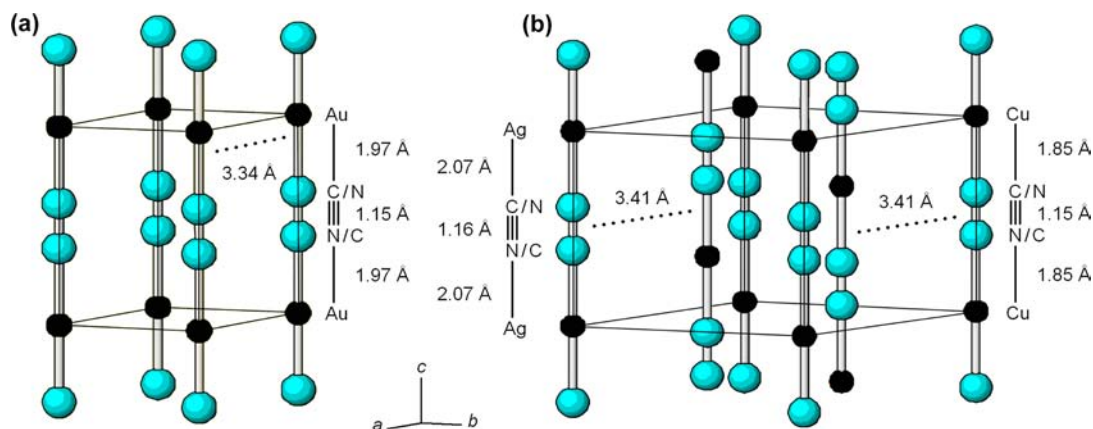 (a)
Au
1.97 Å
3.34 Å
C/N
1.15 Å
N/C
1.97 Å
Au
(b)
Ag
2.07 Å
C/N
1.16 Å
N/C
2.07 Å
Ag
3.41 Å
3.41 Å
Cu
1.85 Å
C/N
1.15 Å
N/C
1.85 Å
Cu
c
a
b